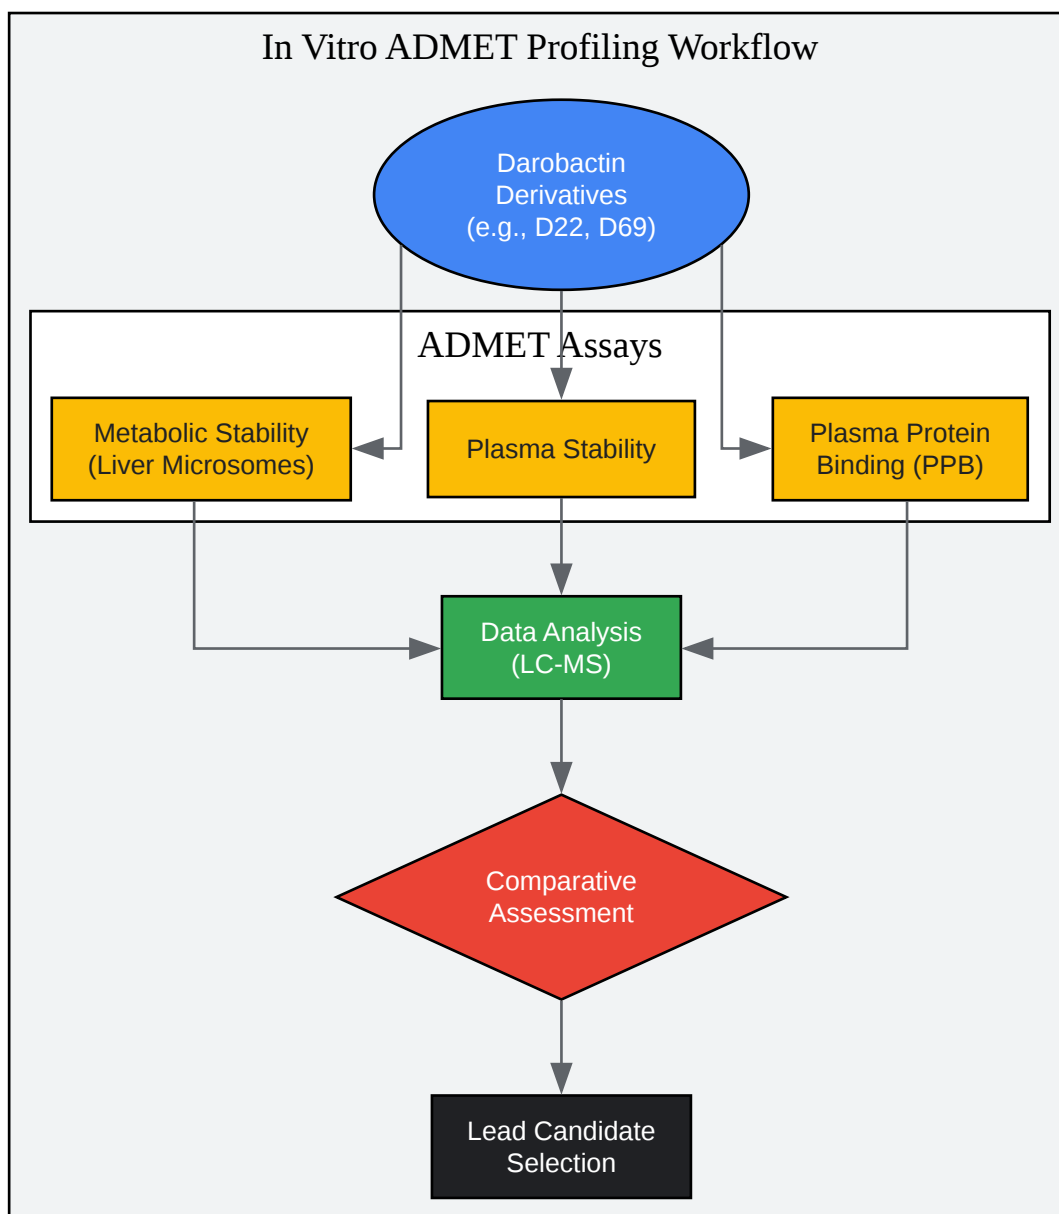 In Vitro ADMET Profiling Workflow
Darobactin
Derivatives
(e.g., D22, D69)
ADMET Assays
Metabolic Stability
(Liver Microsomes)
Plasma Stability
Plasma Protein
Binding (PPB)
Data Analysis
(LC-MS)
Comparative
Assessment
Lead Candidate
Selection